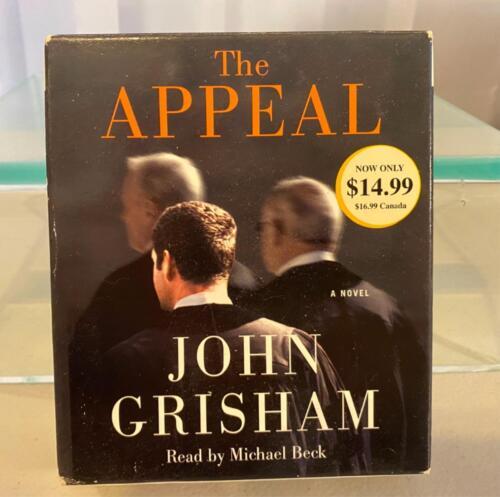 The
APPEAL
NOW ONLY
$14.99
$16.99 Canada
A NOVEL
JOHN
GRISHAM
Read by Michael Beck